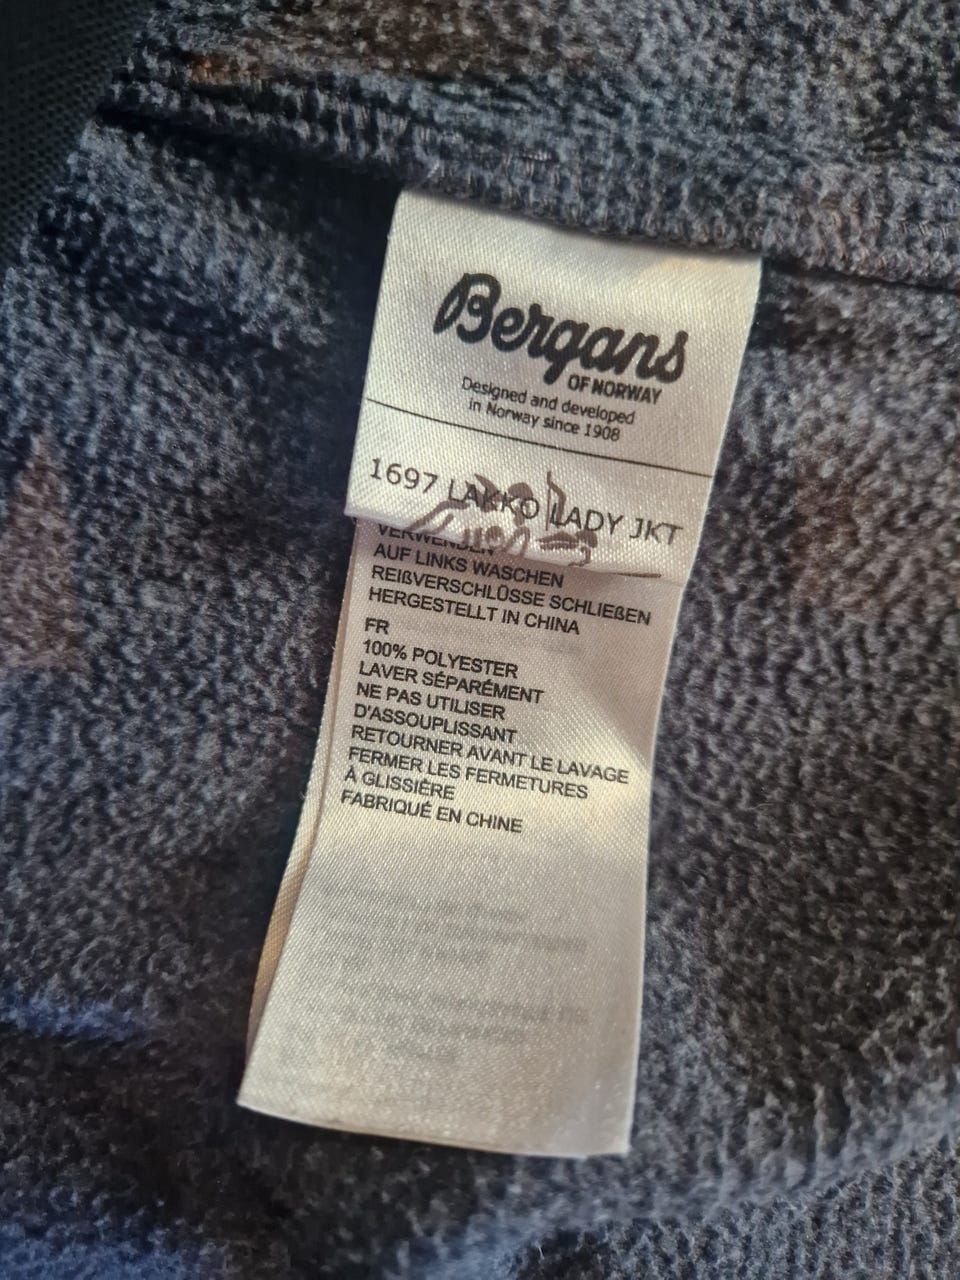 Bergans
OF NORWAY
Designed and developed
in Norway since 1908
1697 LAKKO LADY JKT
VERWENDEN
AUF LINKS WASCHEN
REIßVERSCHLÜSSE SCHLIEßEN
HERGESTELLT IN CHINA
FR
100% POLYESTER
LAVER SÉPARÉMENT
NE PAS UTILISER
D'ASSOUPLISSANT
RETOURNER AVANT LE LAVAGE
FERMER LES FERMETURES
À GLISSIÈRE
FABRIQUÉ EN CHINE